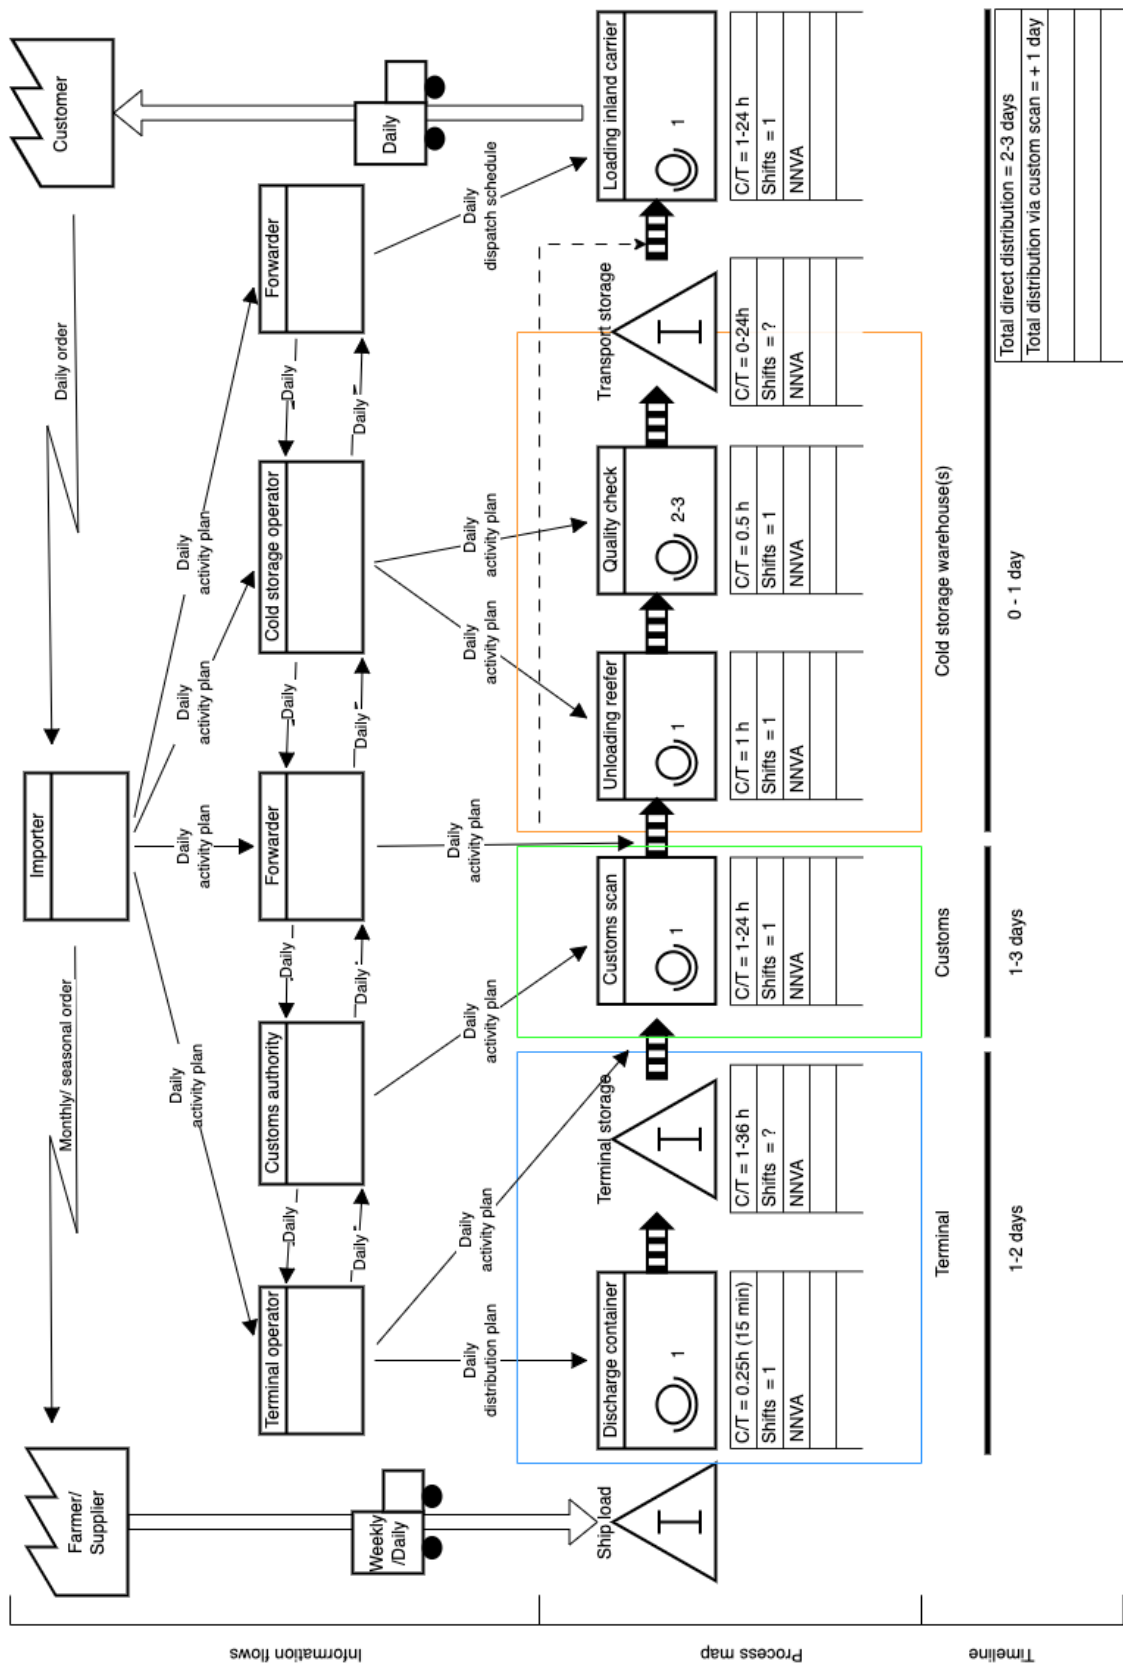 Information flows
Process map
Timeline
Farmer/
Supplier
Monthly/ seasonal order
Importer
Daily order
Customer
Weekly
/Daily
Daily
activity plan
Daily
activity plan
Daily
activity plan
Daily
activity plan
Daily
Terminal operator
Customs authority
Forwarder
Cold storage operator
Forwarder
Daily
Daily
Daily
Daily
Daily
Daily
Daily
Daily
Daily
distribution plan
Daily
activity plan
Daily
activity plan
Daily
activity plan
Daily
activity plan
Daily
activity plan
Daily
dispatch schedule
Ship load
I
Discharge container
1
C/T = 0.25h (15 min)
Shifts = 1
NNVA
Terminal storage
I
C/T = 1-36 h
Shifts = ?
NNVA
Customs scan
1
C/T = 1-24 h
Shifts = 1
NNVA
Unloading reefer
1
C/T = 1 h
Shifts = 1
NNVA
Quality check
2-3
C/T = 0.5 h
Shifts = 1
NNVA
Transport storage
I
C/T = 0-24h
Shifts = ?
NNVA
Loading inland carrier
1
C/T = 1-24 h
Shifts = 1
NNVA
Terminal
Customs
Cold storage warehouse(s)
1-2 days
1-3 days
0 - 1 day
Total direct distribution = 2-3 days
Total distribution via custom scan = + 1 day